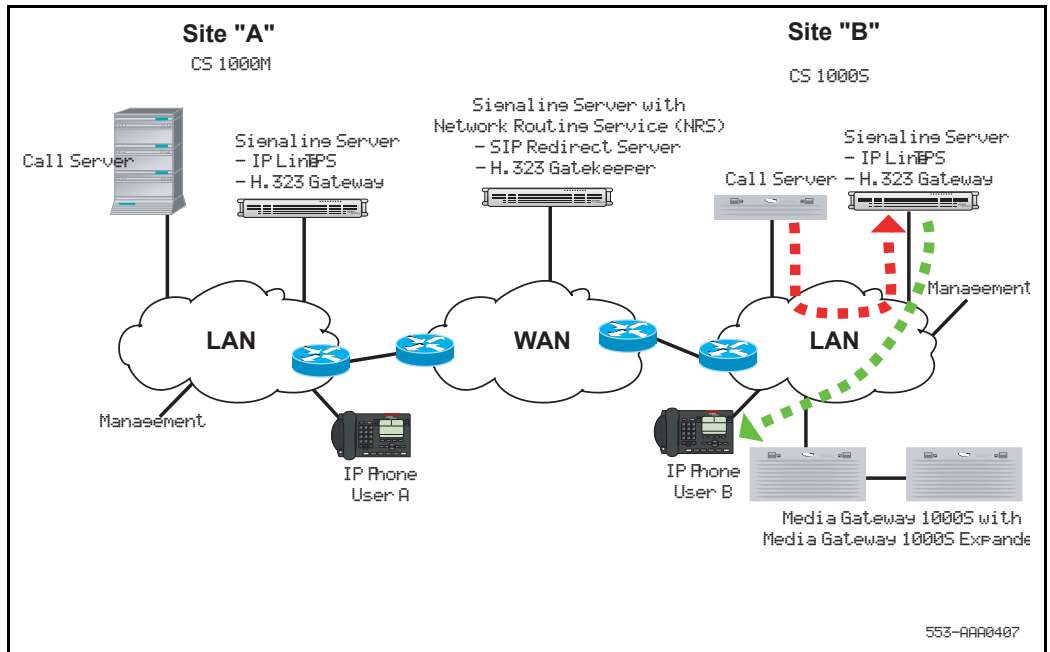 Site "A"
CS 1000M
Call Server
Signaling Server
- IP Line TPS
- H.323 Gateway
Signaling Server with
Network Routing Service (NRS)
- SIP Redirect Server
- H.323 Gatekeeper
Site "B"
CS 1000S
Call Server
Signaling Server
- IP Line TPS
- H.323 Gateway
Management
LAN
WAN
LAN
Management
IP Phone
User A
IP Phone
User B
Media Gateway 1000S with
Media Gateway 1000S Expande
553-AAA0407